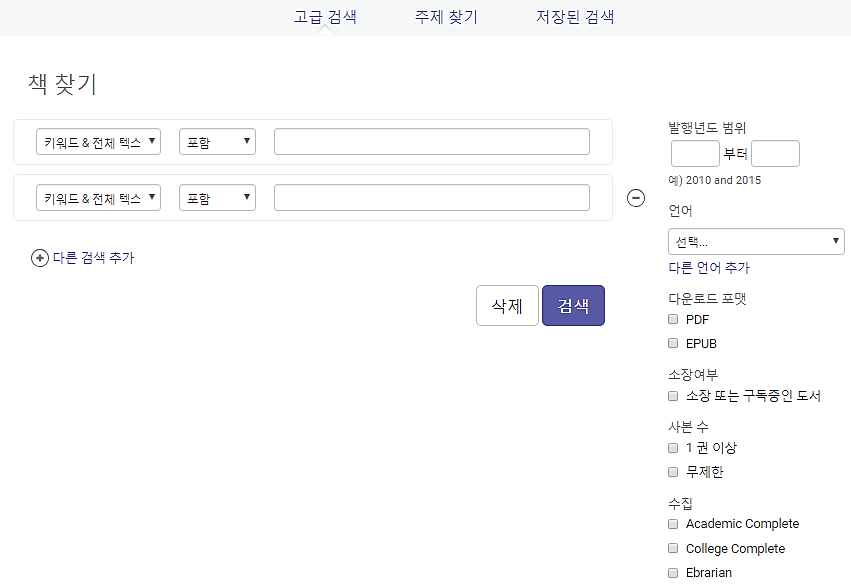 고급 검색 주제 찾기 저장된 검색
책 찾기
키워드 & 전체 텍스 포함
키워드 & 전체 텍스 포함
다른 검색 추가
삭제 검색
발행년도 범위
부터
예) 2010 and 2015
언어
선택...
다른 언어 추가
다운로드 포맷
PDF
EPUB
소장여부
소장 또는 구독중인 도서
사본 수
1 권 이상
무제한
수집
Academic Complete
College Complete
Ebrarian